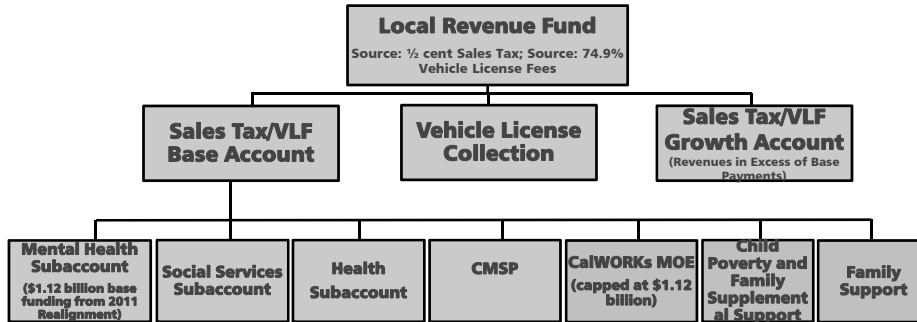 Local Revenue Fund
Source: ½ cent Sales Tax; Source: 74.9%
Vehicle License Fees
Sales Tax/VLF
Base Account
Vehicle License
Collection
Sales Tax/VLF
Growth Account
(Revenues in Excess of Base
Payments)
Mental Health
Subaccount
($1.12 billion base
funding from 2011
Realignment)
Social Services
Subaccount
Health
Subaccount
CMSP
CalWORKs MOE
(capped at $1.12
billion)
Child
Poverty and
Family
Supplement
al Support
Family
Support